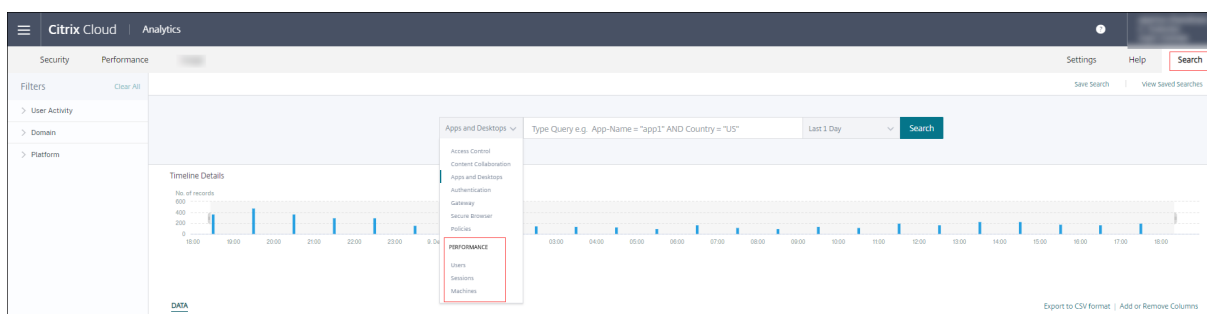 Citrix Cloud Analytics
Security Performance Settings Help Search
Filters Clear All Save Search View Saved Searches
User Activity
Domain
Platform
Apps and Desktops Type Query e.g. App-Name = "app1" AND Country = "US" Last 1 Day Search
Access Control
Content Collaboration
Apps and Desktops
Authentication
Gateway
Secure Browser
Policies
PERFORMANCE
Users
Sessions
Machines
Timeline Details
No. of records
600
400
200
0
18:00 19:00 20:00 21:00 22:00 23:00 9. De 03:00 04:00 05:00 06:00 07:00 08:00 09:00 10:00 11:00 12:00 13:00 14:00 15:00 16:00 17:00 18:00
DATA Export to CSV format Add or Remove Columns